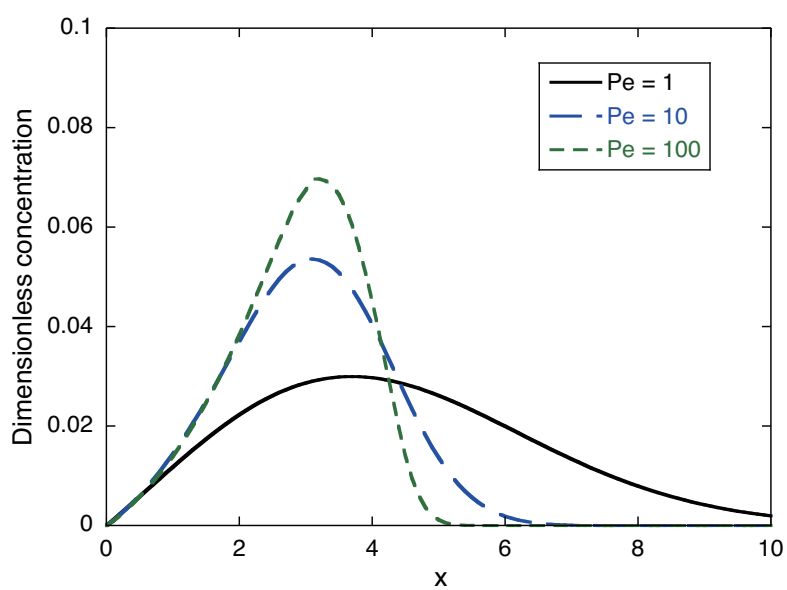 0.1
0.08
0.06
0.04
0.02
0
Dimensionless concentration
Pe = 1
Pe = 10
Pe = 100
0 2 4 6 8 10
x